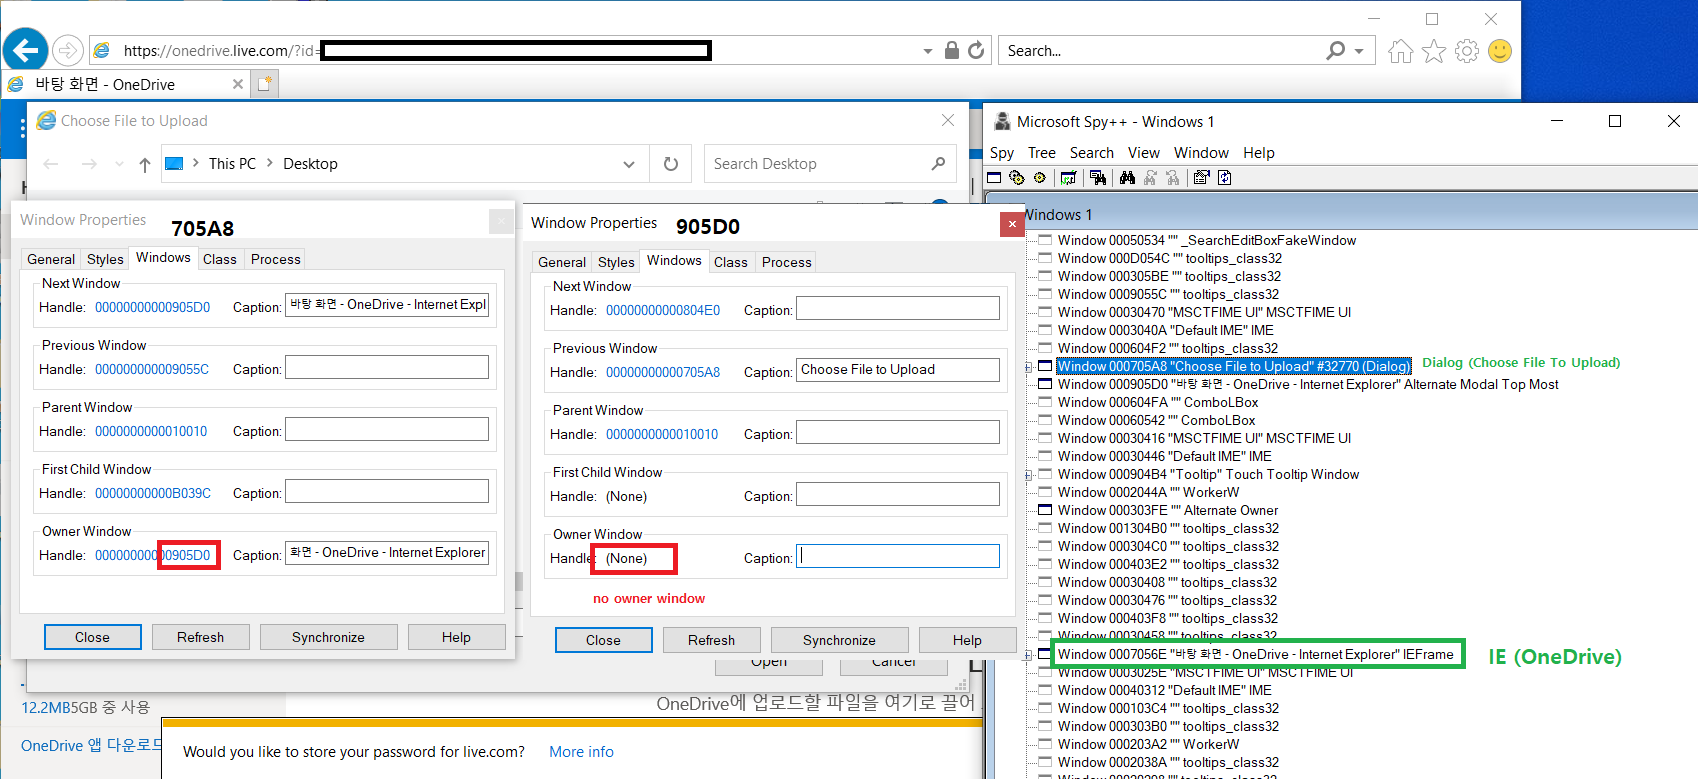 https://onedrive.live.com/?id=
Search...
바탕 화면 - OneDrive
Choose File to Upload
This PC
Desktop
Search Desktop
Window Properties
705A8
General
Styles
Windows
Class
Process
Next Window
Handle: 00000000000905D0 Caption: 바탕 화면 - OneDrive - Internet Expl
Previous Window
Handle: 000000000009055C Caption:
Parent Window
Handle: 0000000000010010 Caption:
First Child Window
Handle: 00000000000B039C Caption:
Owner Window
Handle: 00000000000905D0 Caption: 화면 - OneDrive - Internet Explorer
Close
Refresh
Synchronize
Help
Window Properties
905D0
General
Styles
Windows
Class
Process
Next Window
Handle: 00000000000804E0 Caption:
Previous Window
Handle: 00000000000705A8 Caption: Choose File to Upload
Parent Window
Handle: 0000000000010010 Caption:
First Child Window
Handle: (None) Caption:
Owner Window
Handle: (None) Caption:
no owner window
Close
Refresh
Synchronize
Help
Open
Cancel
12.2MB5GB 중 사용
OneDrive에 업로드할 파일을 여기로 끌어
OneDrive 앱 다운로드
Would you like to store your password for live.com?
More info
Microsoft Spy++ - Windows 1
Spy Tree Search View Window Help
Windows 1
Window 00050534 "" _SearchEditBoxFakeWindow
Window 000D054C "" tooltips_class32
Window 000305BE "" tooltips_class32
Window 0009055C "" tooltips_class32
Window 00030470 "MSCTFIME UI" MSCTFIME UI
Window 0003040A "Default IME" IME
Window 000604F2 "" tooltips_class32
Window 000705A8 "Choose File to Upload" #32770 (Dialog)
Dialog (Choose File To Upload)
Window 000905D0 "바탕 화면 - OneDrive - Internet Explorer" Alternate Modal Top Most
Window 000604FA "" ComboLBox
Window 00060542 "" ComboLBox
Window 00030416 "MSCTFIME UI" MSCTFIME UI
Window 00030446 "Default IME" IME
Window 000904B4 "Tooltip" Touch Tooltip Window
Window 0002044A "" WorkerW
Window 000303FE "" Alternate Owner
Window 001304B0 "" tooltips_class32
Window 000304C0 "" tooltips_class32
Window 000403E2 "" tooltips_class32
Window 00030408 "" tooltips_class32
Window 00030476 "" tooltips_class32
Window 000403F8 "" tooltips_class32
Window 00030458 "" tooltips_class32
Window 0007056E "바탕 화면 - OneDrive - Internet Explorer" IEFrame
IE (OneDrive)
Window 0003025E "MSCTFIME UI" MSCTFIME UI
Window 00040312 "Default IME" IME
Window 000103C4 "" tooltips_class32
Window 000303B0 "" tooltips_class32
Window 000203A2 "" WorkerW
Window 0002038A "" tooltips_class32